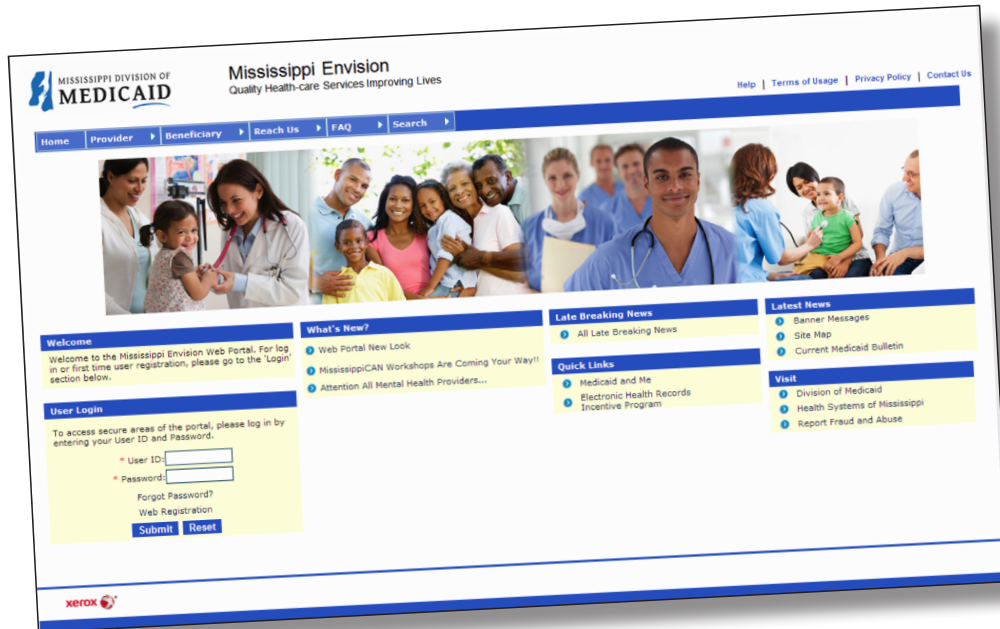 MISSISSIPPI DIVISION OF
MEDICAID
Mississippi Envision
Quality Health-care Services Improving Lives
Help | Terms of Usage | Privacy Policy | Contact Us
Home
Provider
Beneficiary
Reach Us
FAQ
Search
Welcome
Welcome to the Mississippi Envision Web Portal. For log
in or first time user registration, please go to the 'Login'
section below.
User Login
To access secure areas of the portal, please log in by
entering your User ID and Password.
* User ID:
* Password:
Forgot Password?
Web Registration
Submit Reset
What's New?
Web Portal New Look
MississippiCAN Workshops Are Coming Your Way!!
Attention All Mental Health Providers...
Late Breaking News
All Late Breaking News
Quick Links
Medicaid and Me
Electronic Health Records
Incentive Program
Latest News
Banner Messages
Site Map
Current Medicaid Bulletin
Visit
Division of Medicaid
Health Systems of Mississippi
Report Fraud and Abuse
xerox